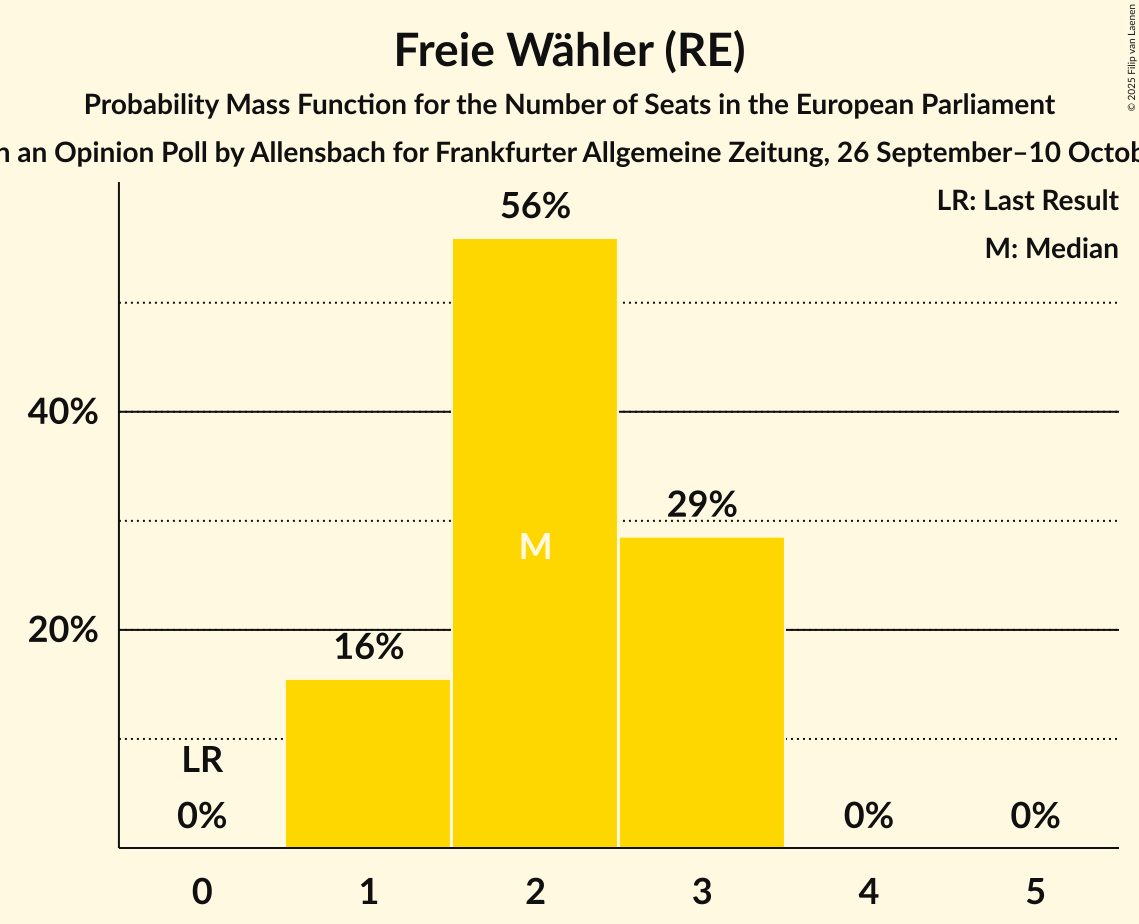 Freie Wähler (RE)
Probability Mass Function for the Number of Seats in the European Parliament
an Opinion Poll by Allensbach for Frankfurter Allgemeine Zeitung, 26 September–10
© 2025 Filip van Laenen
LR: Last Result
M: Median
56%
40%
29%
M
20%
16%
LR
0%
0%
0%
0
1
2
3
4
5